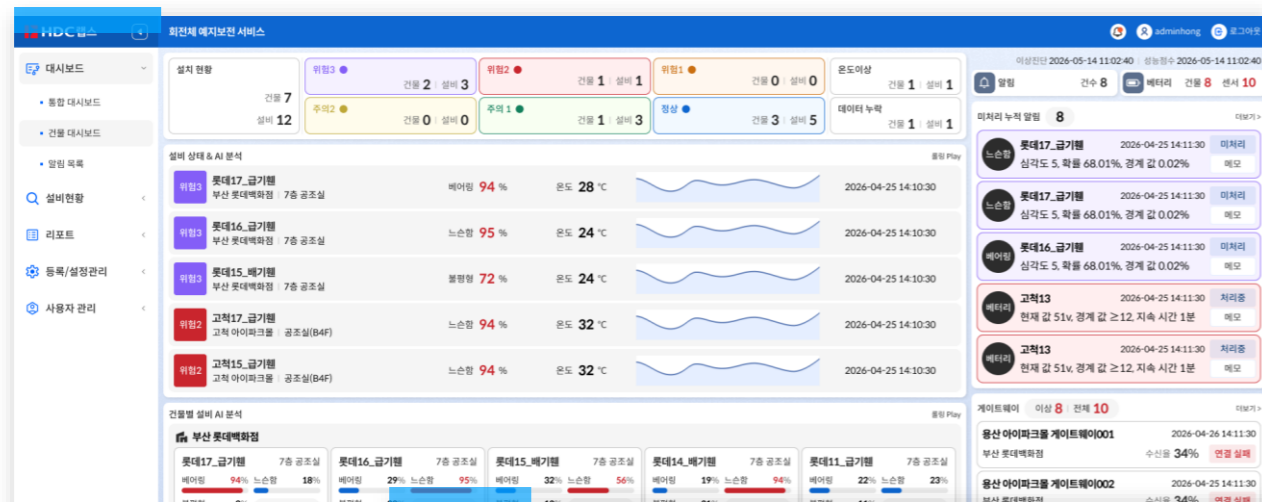 HDC랩스
회전체 예지보전 서비스
adminhong
로그아웃
대시보드
통합 대시보드
건물 대시보드
알림 목록
설비현황
리포트
등록/설정관리
사용자 관리
설치 현황
건물 7
설비 12
위험3
건물 2 설비 3
위험2
건물 1 설비 1
위험1
건물 0 설비 0
온도이상
건물 1 설비 1
주의2
건물 0 설비 0
주의 1
건물 1 설비 3
정상
건물 3 설비 5
데이터 누락
건물 1 설비 1
설비 상태 & AI 분석
롤링 Play
위험3 롯데17_급기휀 베어링 94 % 온도 28 ℃ 2026-04-25 14:10:30
부산 롯데백화점 7층 공조실
위험3 롯데16_급기휀 느슨함 95 % 온도 24 ℃ 2026-04-25 14:10:30
부산 롯데백화점 7층 공조실
위험3 롯데15_배기휀 불평형 72 % 온도 24 ℃ 2026-04-25 14:10:30
부산 롯데백화점 7층 공조실
위험2 고척17_급기휀 느슨함 94 % 온도 32 ℃ 2026-04-25 14:10:30
고척 아이파크몰 공조실(B4F)
위험2 고척15_급기휀 느슨함 94 % 온도 32 ℃ 2026-04-25 14:10:30
고척 아이파크몰 공조실(B4F)
건물별 설비 AI 분석
롤링 Play
부산 롯데백화점
롯데17_급기휀 7층 공조실
베어링 94% 느슨함 18%
롯데16_급기휀 7층 공조실
베어링 29% 느슨함 95%
롯데15_배기휀 7층 공조실
베어링 32% 느슨함 56%
롯데14_배기휀 7층 공조실
베어링 19% 느슨함 94%
롯데11_급기휀 7층 공조실
베어링 22% 느슨함 23%
이상진단 2026-05-14 11:02:40 성능점수 2026-05-14 11:02:40
알림 건수 8
베터리 건물 8 센서 10
미처리 누적 알림 8 더보기>
느슨함 롯데17_급기휀 2026-04-25 14:11:30 미처리
심각도 5, 확률 68.01%, 경계 값 0.02% 메모
느슨함 롯데17_급기휀 2026-04-25 14:11:30 미처리
심각도 5, 확률 68.01%, 경계 값 0.02% 메모
베어링 롯데16_급기휀 2026-04-25 14:11:30 미처리
심각도 5, 확률 68.01%, 경계 값 0.02% 메모
베터리 고척13 2026-04-25 14:11:30 처리중
현재 값 51v, 경계 값 ≥12, 지속 시간 1분 메모
베터리 고척13 2026-04-25 14:11:30 처리중
현재 값 51v, 경계 값 ≥12, 지속 시간 1분 메모
게이트웨이 이상 8 전체 10 더보기>
용산 아이파크몰 게이트웨이001 2026-04-26 14:11:30
부산 롯데백화점 수신율 34% 연결 실패
용산 아이파크몰 게이트웨이002 2026-04-25 14:11:30
부산 롯데백화점 수신율 34% 연결 실패